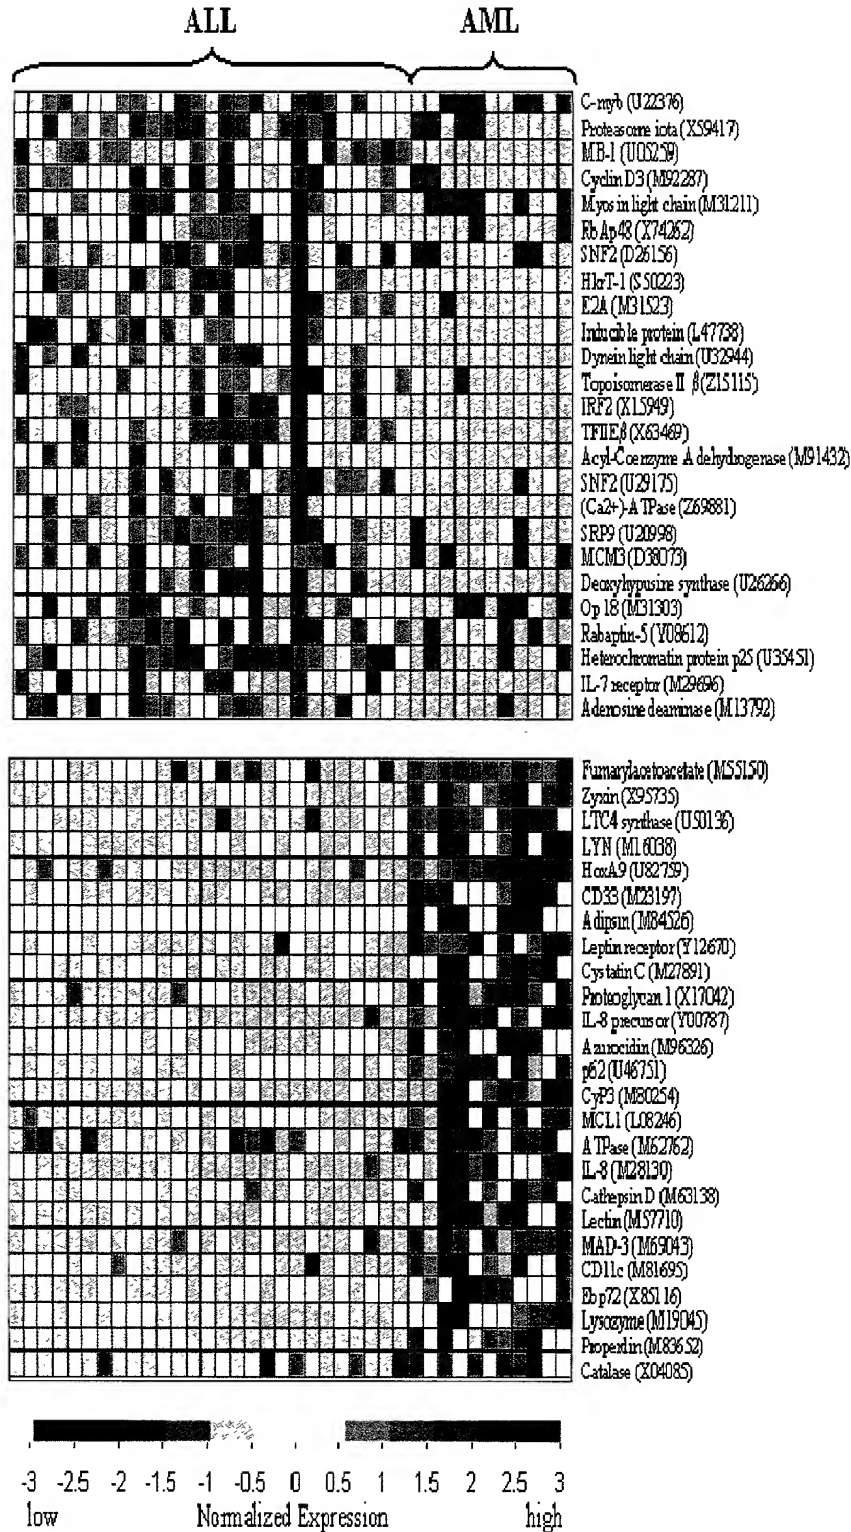 ALL AML
C-myb (U22376)
Proteasome iota (X59417)
MB-1 (U05259)
Cyclin D3 (M92287)
Myosin light chain (M31211)
RbAp48 (X74262)
SNF2 (D26156)
HkrT-1 (S50223)
E2A (M31523)
Inducible protein (L47738)
Dynein light chain (U32944)
Topoisomerase II β (Z15115)
IRF2 (X15949)
TFIIEβ (X63469)
Acyl-Coenzyme A dehydrogenase (M91432)
SNF2 (U29175)
(Ca2+)-ATPase (Z69881)
SRP9 (U20998)
MCM3 (D38073)
Deoxyhypusine synthase (U26266)
Op 18 (M31303)
Rabaptin-5 (Y08612)
Heterochromatin protein p25 (U35451)
IL-7 receptor (M29696)
Adenosine deaminase (M13792)
Fumarylacetoacetate (M55150)
Zyxin (X95735)
LTC4 synthase (U50136)
LYN (M16038)
HoxA9 (U82759)
CD33 (M23197)
Adipsin (M84526)
Leptin receptor (Y12670)
Cystatin C (M27891)
Proteoglycan 1 (X17042)
IL-8 precursor (Y00787)
Azurocidin (M96326)
p62 (U46751)
CyP3 (M80254)
MCL1 (L08246)
ATPase (M62762)
IL-8 (M28130)
Cathepsin D (M63138)
Lectin (M57710)
MAD-3 (M69043)
CD11c (M81695)
Ebp72 (X85116)
Lysozyme (M19045)
Properdin (M83652)
Catalase (X04085)
-3 -2.5 -2 -1.5 -1 -0.5 0 0.5 1 1.5 2 2.5 3
low Normalized Expression high